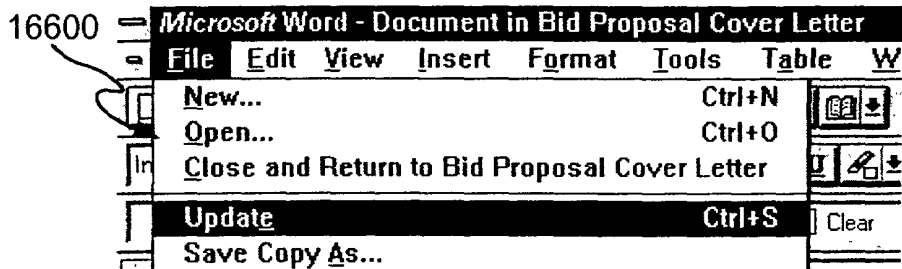 16600
Microsoft Word - Document in Bid Proposal Cover Letter
File Edit View Insert Format Tools Table W
New... Ctrl+N
Open... Ctrl+O
In
Close and Return to Bid Proposal Cover Letter U
Update Ctrl+S Clear
Save Copy As...